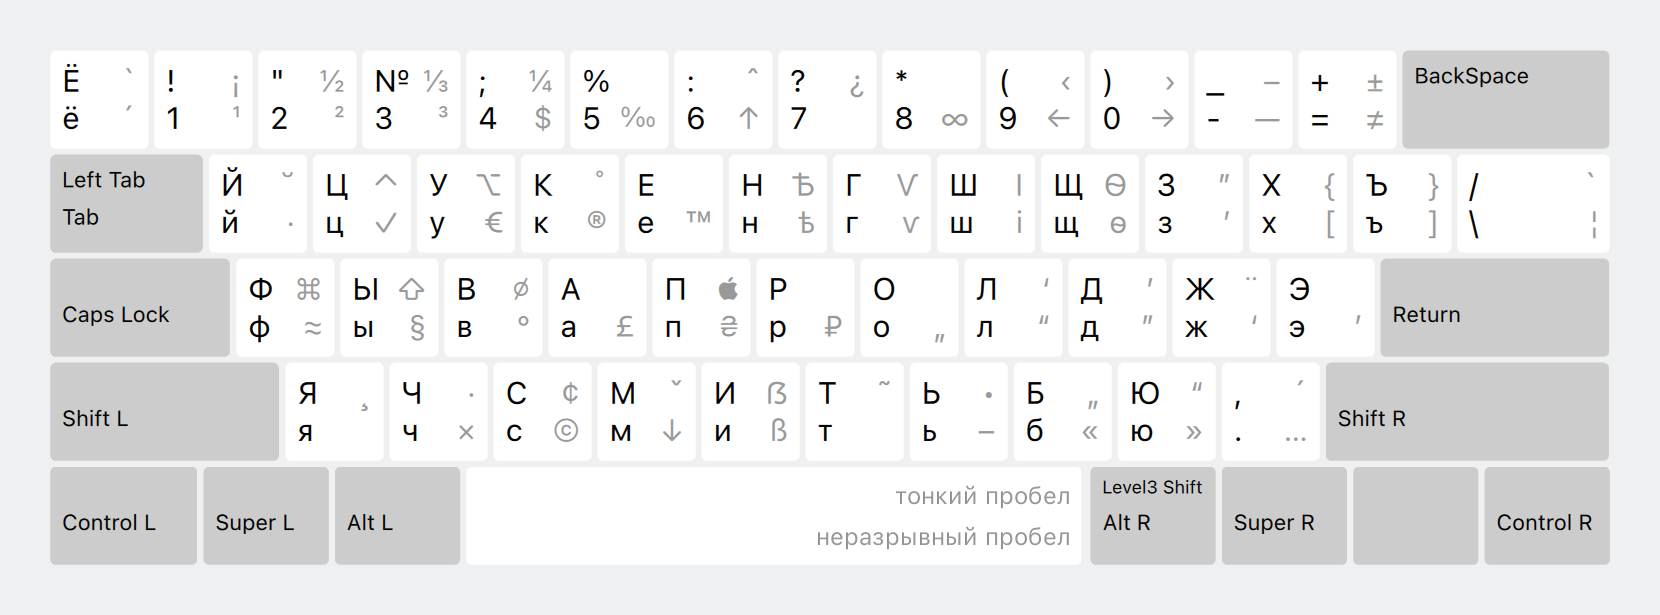 Ё ` ! ¡ " ½ № ⅓ ; ¼ % : ˆ ? ¿ * ( ‹ ) › _ – + ± BackSpace
ё ´ 1 ¹ 2 ² 3 ³ 4 $ 5 ‰ 6 ↑ 7 8 ∞ 9 ← 0 → - — = ≠
Left Tab Й ˘ Ц ^ У ⌥ К ˚ Е Н Ѣ Г Ѵ Ш І Щ Ѳ З ″ Х { Ъ } / `
Tab й · ц ✓ у € к ® е ™ н ѣ г ѵ ш і щ ѳ з ′ х [ ъ ] \ ¦
Caps Lock Ф ⌘ Ы ⇧ В ⌀ А П  Р О Л ‘ Д ’ Ж ¨ Э Return
ф ≈ ы § в ° а £ п ₴ р ₽ о „ л “ д ” ж ‘ э ’
Shift L Я ¸ Ч · С ¢ М ˇ И ẞ Т ˜ Ь • Б „ Ю “ , ´ Shift R
я ч × с © м ↓ и ß т ь − б « ю » . …
тонкий пробел Level3 Shift
Control L Super L Alt L неразрывный пробел Alt R Super R Control R